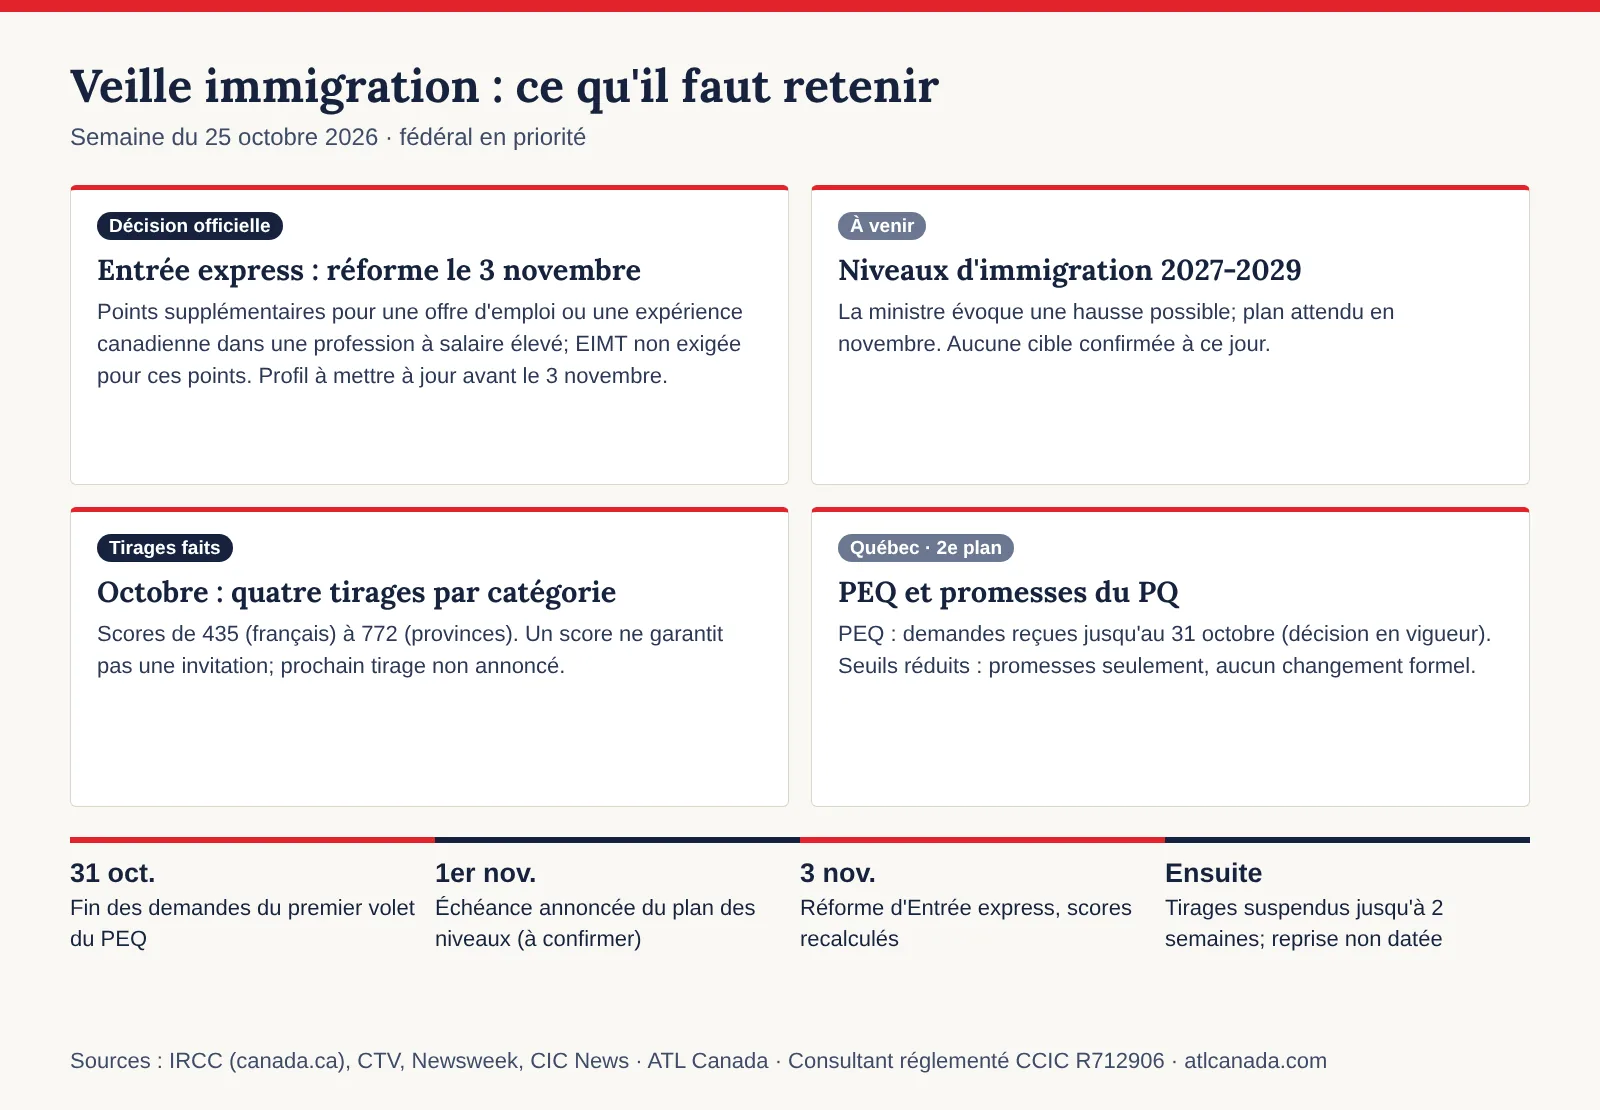 Veille immigration : ce qu'il faut retenir
Semaine du 25 octobre 2026 · fédéral en priorité
Décision officielle
Entrée express : réforme le 3 novembre
Points supplémentaires pour une offre d'emploi ou une expérience
canadienne dans une profession à salaire élevé; EIMT non exigée
pour ces points. Profil à mettre à jour avant le 3 novembre.
À venir
Niveaux d'immigration 2027-2029
La ministre évoque une hausse possible; plan attendu en
novembre. Aucune cible confirmée à ce jour.
Tirages faits
Octobre : quatre tirages par catégorie
Scores de 435 (français) à 772 (provinces). Un score ne garantit
pas une invitation; prochain tirage non annoncé.
Québec · 2e plan
PEQ et promesses du PQ
PEQ : demandes reçues jusqu'au 31 octobre (décision en vigueur).
Seuils réduits : promesses seulement, aucun changement formel.
31 oct.
Fin des demandes du premier volet
du PEQ
1er nov.
Échéance annoncée du plan des
niveaux (à confirmer)
3 nov.
Réforme d'Entrée express, scores
recalculés
Ensuite
Tirages suspendus jusqu'à 2
semaines; reprise non datée
Sources : IRCC (canada.ca), CTV, Newsweek, CIC News · ATL Canada · Consultant réglementé CCIC R712906 · atlcanada.com